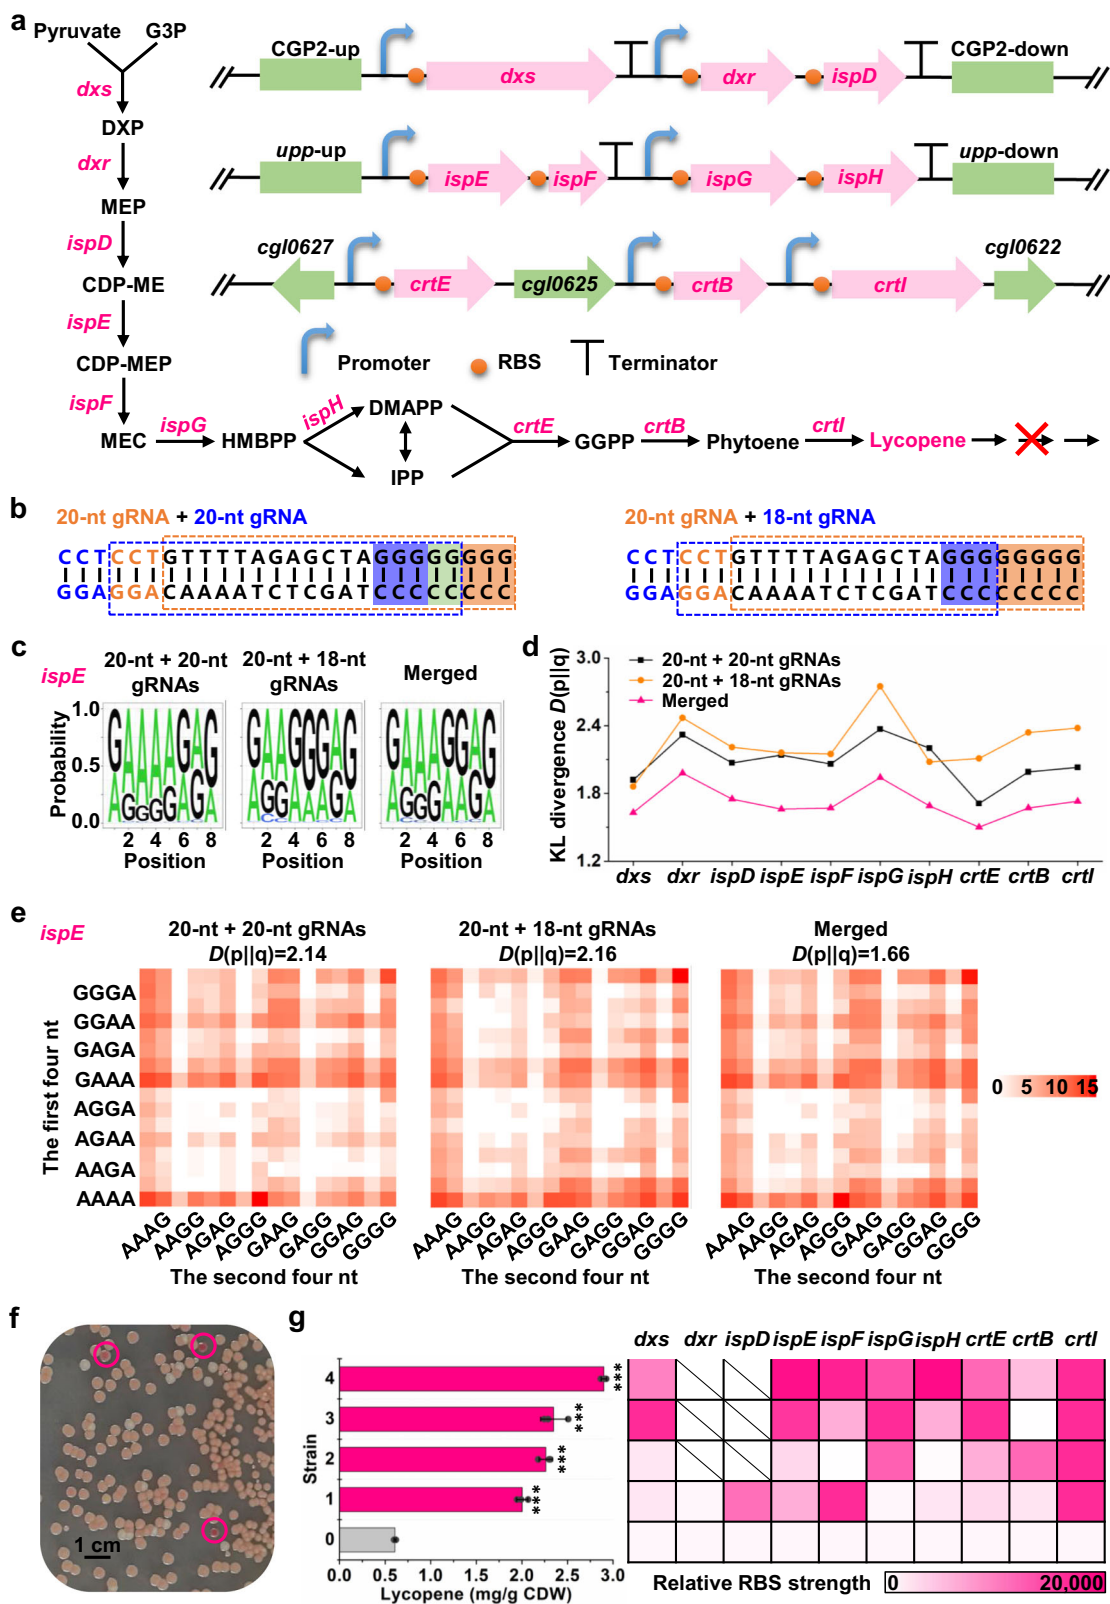 a
Pyruvate G3P
dxs
DXP
dxr
MEP
ispD
CDP-ME
ispE
CDP-MEP
ispF
MEC
ispG
HMBPP
ispH
DMAPP
IPP
crtE
GGPP
crtB
Phytoene
crtI
Lycopene
CGP2-up
dxs
dxr
ispD
CGP2-down
upp-up
ispE
ispF
ispG
ispH
upp-down
cgl0627
crtE
cgl0625
crtB
crtI
cgl0622
Promoter
RBS
Terminator
b
20-nt gRNA + 20-nt gRNA
CCTCCTGTTTTAGAGCTAGGGGGGGG
GGAGGACAAAATCTCGATCCCCCCCC
20-nt gRNA + 18-nt gRNA
CCTCCTGTTTTAGAGCTAGGGGGGGG
GGAGGACAAAATCTCGATCCCCCCCC
c
ispE
20-nt + 20-nt gRNAs
20-nt + 18-nt gRNAs
Merged
Probability
1.0
0.5
0.0
2 4 6 8
Position
2 4 6 8
Position
2 4 6 8
Position
d
KL divergence D(p||q)
3.0
2.4
1.8
1.2
20-nt + 20-nt gRNAs
20-nt + 18-nt gRNAs
Merged
dxs dxr ispD ispE ispF ispG ispH crtE crtB crtI
e
ispE
20-nt + 20-nt gRNAs
D(p||q)=2.14
20-nt + 18-nt gRNAs
D(p||q)=2.16
Merged
D(p||q)=1.66
The first four nt
GGGA
GGAA
GAGA
GAAA
AGGA
AGAA
AAGA
AAAA
AAAG AAGG AGAG AGGG GAAG GAGG GGAG GGGG
The second four nt
AAAG AAGG AGAG AGGG GAAG GAGG GGAG GGGG
The second four nt
AAAG AAGG AGAG AGGG GAAG GAGG GGAG GGGG
The second four nt
0 5 10 15
f
1 cm
g
Strain
4
3
2
1
0
***
***
***
***
0.0 0.5 1.0 1.5 2.0 2.5 3.0
Lycopene (mg/g CDW)
dxs dxr ispD ispE ispF ispG ispH crtE crtB crtI
Relative RBS strength
0 20,000